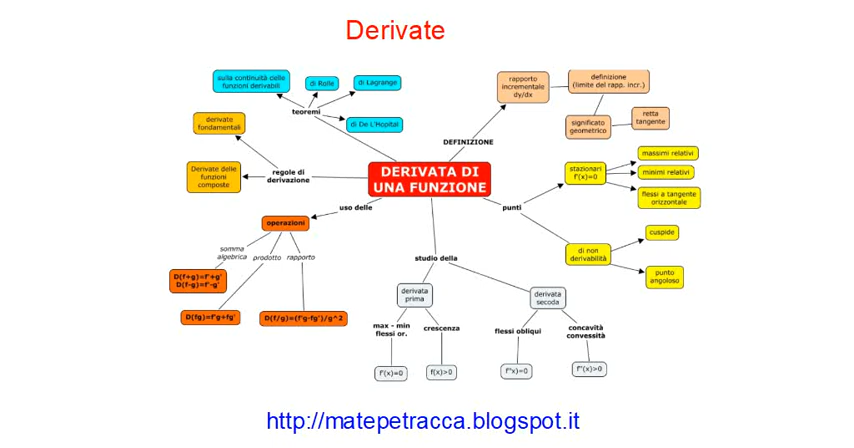 Derivate
sulla continuità delle
funzioni derivabili
di Rolle
di Lagrange
teoremi
di De L'Hopital
rapporto
incrementale
dy/dx
definizione
(limite del rapp. incr.)
significato
geometrico
retta
tangente
DEFINIZIONE
derivate
fondamentali
Derivate delle
funzioni
composte
regole di
derivazione
DERIVATA DI
UNA FUNZIONE
stazionari
f'(x)=0
massimi relativi
minimi relativi
flessi a tangente
orizzontale
punti
uso delle
operazioni
di non
derivabilità
cuspide
punto
angoloso
somma
algebrica
prodotto
rapporto
D(f+g)=f'+g'
D(f-g)=f'-g'
D(fg)=f'g+fg'
D(f/g)=(f'g-fg')/g^2
studio della
derivata
prima
derivata
secoda
max - min
flessi or.
crescenza
flessi obliqui
concavità
convessità
f'(x)=0
f(x)>0
f"x)=0
f"(x)>0
http://matepetracca.blogspot.it